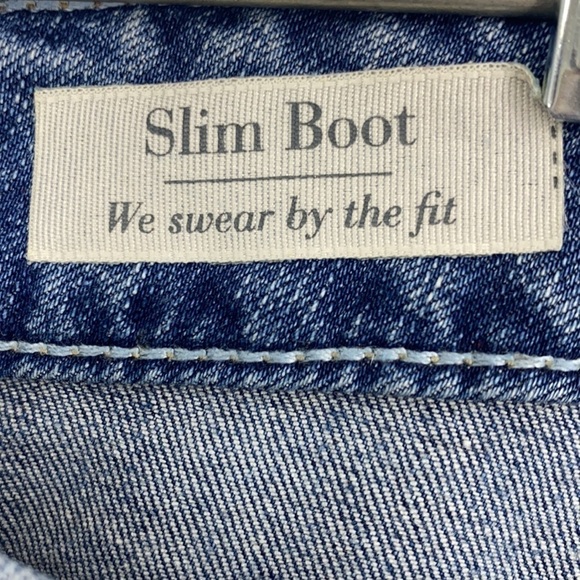 Slim Boot
We swear by the fit